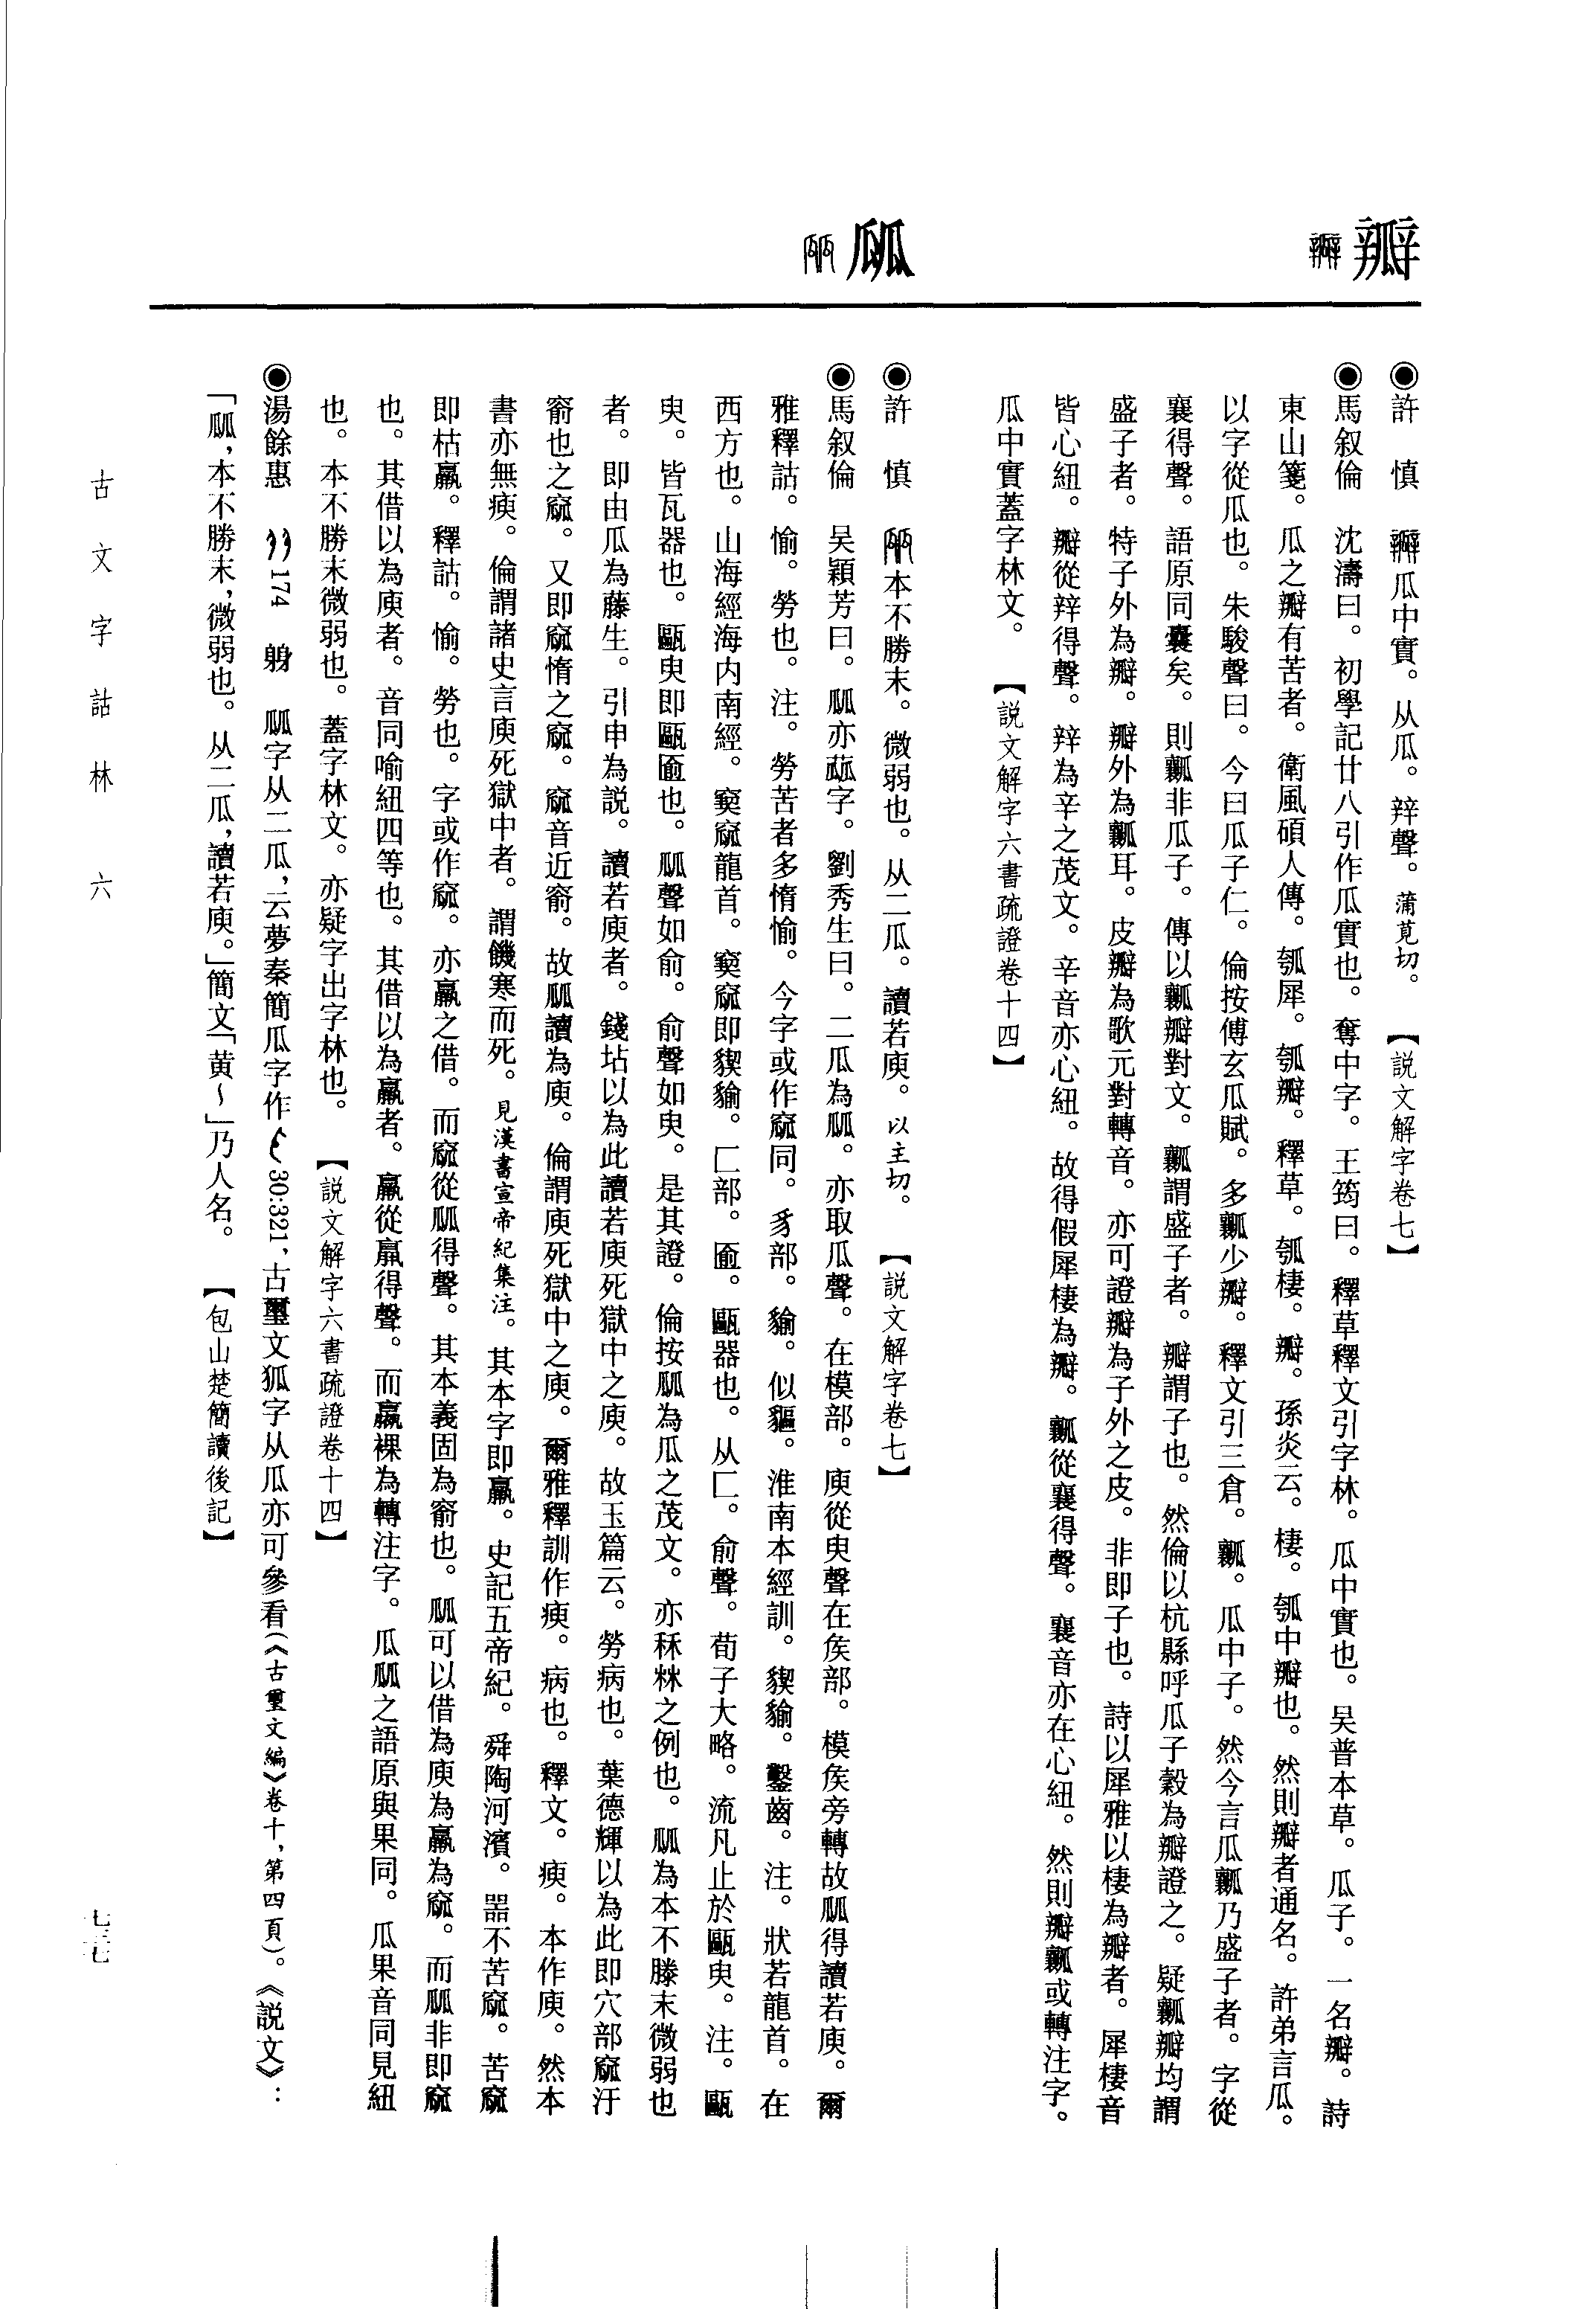 瓣
㼌
◉許　慎　瓜中實。从瓜。辡聲。蒲莧切。　【説文解字卷七】
◉馬叙倫　沈濤曰。初學記廿八引作瓜實也。奪中字。王筠曰。釋草釋文引字林。瓜中實也。吴普本草。瓜子。一名瓣。詩
東山箋。瓜之瓣有苦者。衛風碩人傳。瓠犀。瓠瓣。釋草。瓠棲。瓣。孫炎云。棲。瓠中瓣也。然則瓣者通名。許弟言瓜。
以字從瓜也。朱駿聲曰。今曰瓜子仁。倫按傅玄瓜賦。多瓤少瓣。釋文引三倉。瓤。瓜中子。然今言瓜瓤乃盛子者。字從
襄得聲。語原同囊矣。則瓤非瓜子。傳以瓤瓣對文。瓤謂盛子者。瓣謂子也。然倫以杭縣呼瓜子穀為瓣證之。疑瓤瓣均謂
盛子者。特子外為瓣。瓣外為瓤耳。皮瓣為歌元對轉音。亦可證瓣為子外之皮。非即子也。詩以犀雅以棲為瓣者。犀棲音
皆心紐。瓣從辡得聲。辡為辛之茂文。辛音亦心紐。故得假犀棲為瓣。瓤從襄得聲。襄音亦在心紐。然則瓣瓤或轉注字。
瓜中實蓋字林文。　【説文解字六書疏證卷十四】
◉許　慎　本不勝末。微弱也。从二瓜。讀若庾。以主切。　【説文解字卷七】
◉馬叙倫　吴穎芳曰。㼌亦蓏字。劉秀生曰。二瓜為㼌。亦取瓜聲。在模部。庾從臾聲在矦部。模矦旁轉故㼌得讀若庾。爾
雅釋詁。愉。勞也。注。勞苦者多惰愉。今字或作窳同。豸部。貐。似貙。淮南本經訓。猰貐。鑿齒。注。狀若龍首。在
西方也。山海經海内南經。窫窳龍首。窫窳即猰貐。匚部。匬。甌器也。从匚。俞聲。荀子大略。流凡止於甌臾。注。甌
臾。皆瓦器也。甌臾即甌匬也。㼌聲如俞。俞聲如臾。是其證。倫按㼌為瓜之茂文。亦秝㯥之例也。㼌為本不滕末微弱也
者。即由瓜為藤生。引申為説。讀若庾者。錢坫以為此讀若庾死獄中之庾。故玉篇云。勞病也。葉德輝以為此即穴部窳汙
窬也之窳。又即窳惰之窳。窳音近窬。故㼌讀為庾。倫謂庾死獄中之庾。爾雅釋訓作瘐。病也。釋文。瘐。本作庾。然本
書亦無瘐。倫謂諸史言庾死獄中者。謂饑寒而死。見漢書宣帝紀集注。其本字即羸。史記五帝紀。舜陶河濱。器不苦窳。苦窳
即枯羸。釋詁。愉。勞也。字或作窳。亦羸之借。而窳從㼌得聲。其本義固為窬也。㼌可以借為庾為羸為窳。而㼌非即窳
也。其借以為庾者。音同喻紐四等也。其借以為羸者。羸從𣎆得聲。而嬴裸為轉注字。瓜㼌之語原與果同。瓜果音同見紐
也。本不勝末微弱也。蓋字林文。亦疑字出字林也。　【説文解字六書疏證卷十四】
◉湯餘惠　174　㼌字从二瓜，云夢秦簡瓜字作 30:321，古璽文狐字从瓜亦可參看（《古璽文編》卷十，第四頁）。《説文》：
「㼌，本不勝末，微弱也。从二瓜，讀若庾。」簡文「黄～」乃人名。　【包山楚簡讀後記】
古文字詁林　六